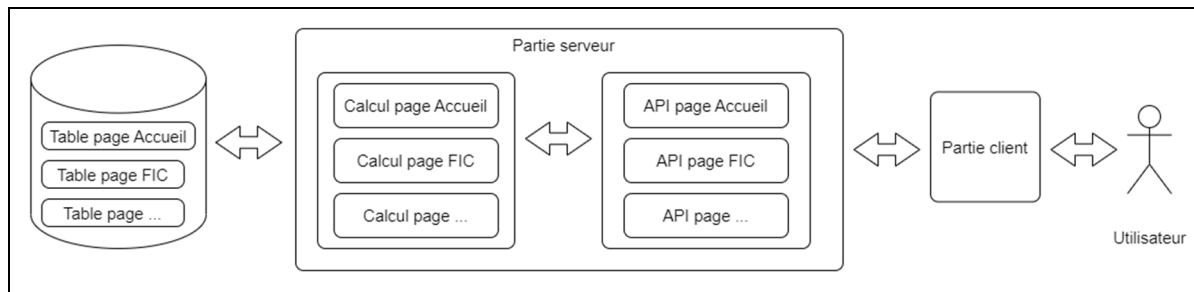 Partie serveur
Table page Accueil
Table page FIC
Table page ...
Calcul page Accueil
Calcul page FIC
Calcul page ...
API page Accueil
API page FIC
API page ...
Partie client
Utilisateur